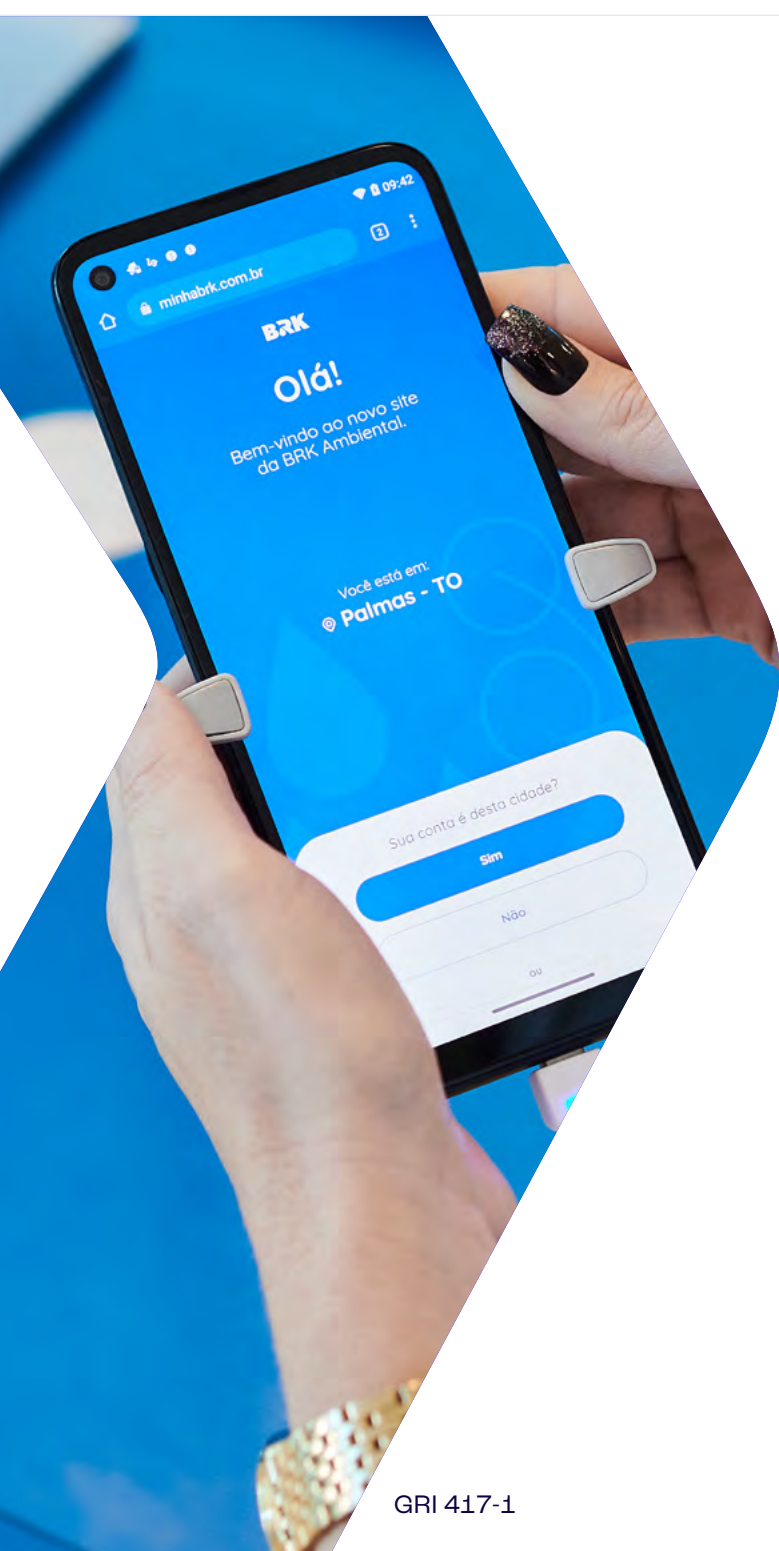 09:42
minhabrk.com.br
2
BRK
Olá!
Bem-vindo ao novo site
da BRK Ambiental.
Você está em:
Palmas - TO
Sua conta é desta cidade?
Sim
Não
ou
GRI 417-1